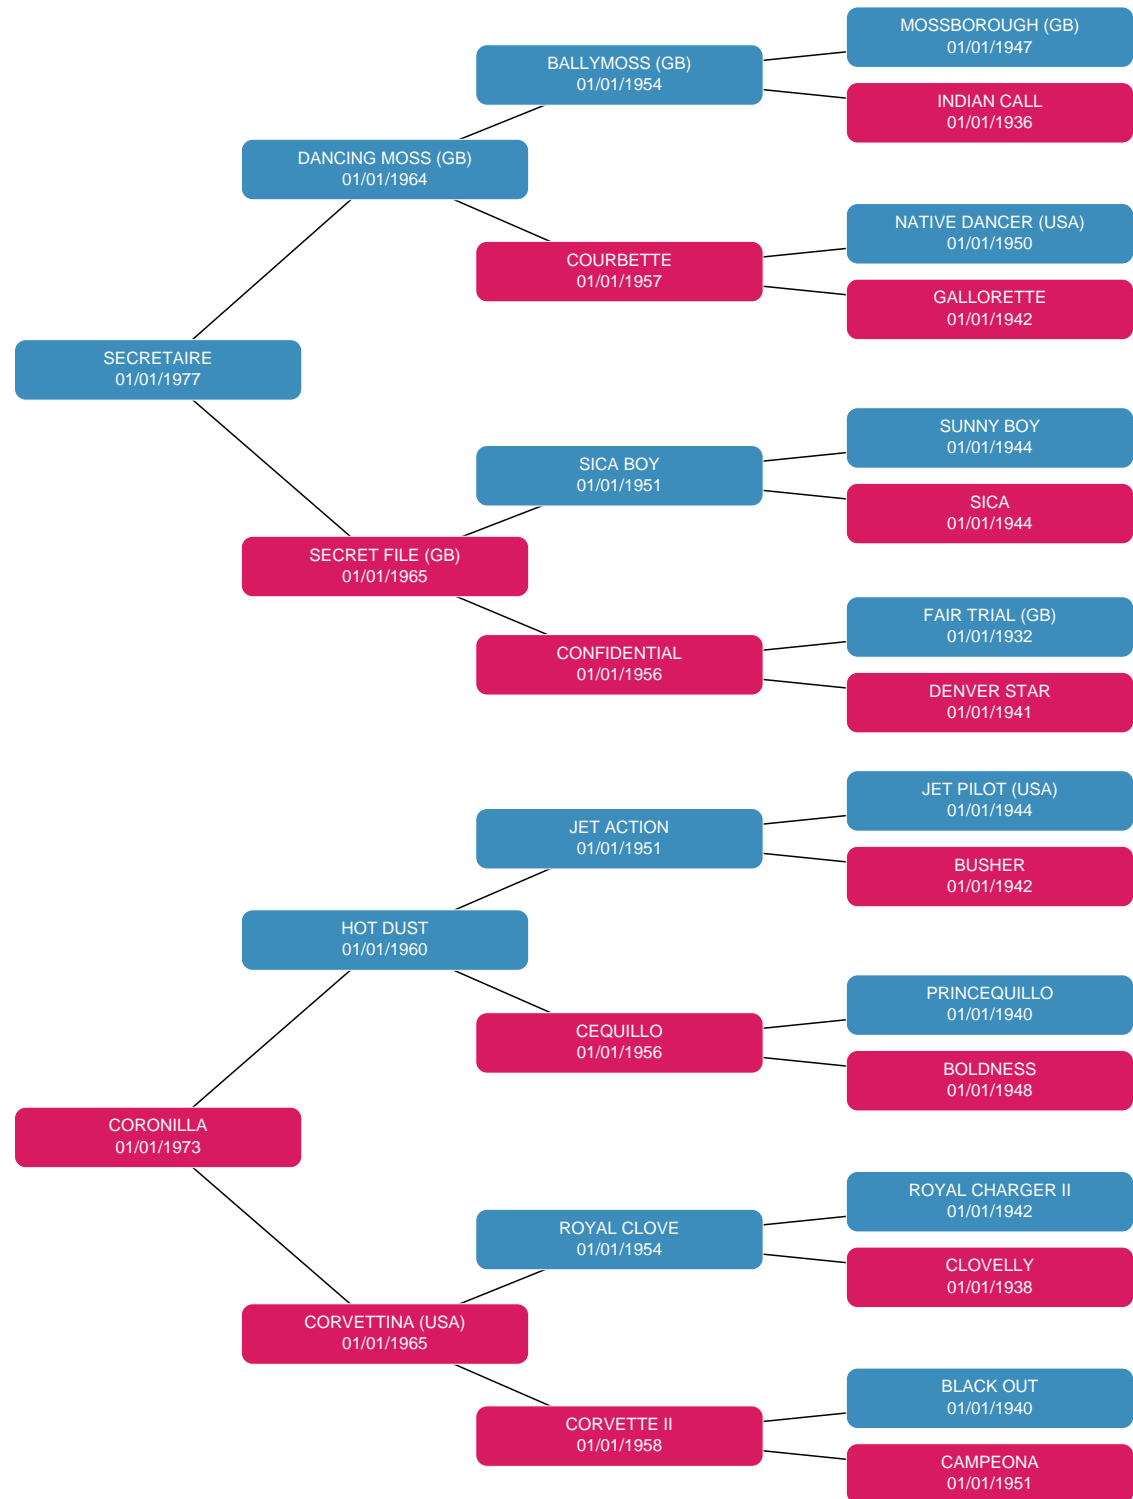 MOSSBOROUGH (GB)
01/01/1947
BALLYMOSS (GB)
01/01/1954
INDIAN CALL
01/01/1936
DANCING MOSS (GB)
01/01/1964
NATIVE DANCER (USA)
01/01/1950
COURBETTE
01/01/1957
GALLORETTE
01/01/1942
SECRETAIRE
01/01/1977
SUNNY BOY
01/01/1944
SICA BOY
01/01/1951
SICA
01/01/1944
SECRET FILE (GB)
01/01/1965
FAIR TRIAL (GB)
01/01/1932
CONFIDENTIAL
01/01/1956
DENVER STAR
01/01/1941
JET PILOT (USA)
01/01/1944
JET ACTION
01/01/1951
BUSHER
01/01/1942
HOT DUST
01/01/1960
PRINCEQUILLO
01/01/1940
CEQUILLO
01/01/1956
BOLDNESS
01/01/1948
CORONILLA
01/01/1973
ROYAL CHARGER II
01/01/1942
ROYAL CLOVE
01/01/1954
CLOVELLY
01/01/1938
CORVETTINA (USA)
01/01/1965
BLACK OUT
01/01/1940
CORVETTE II
01/01/1958
CAMPEONA
01/01/1951